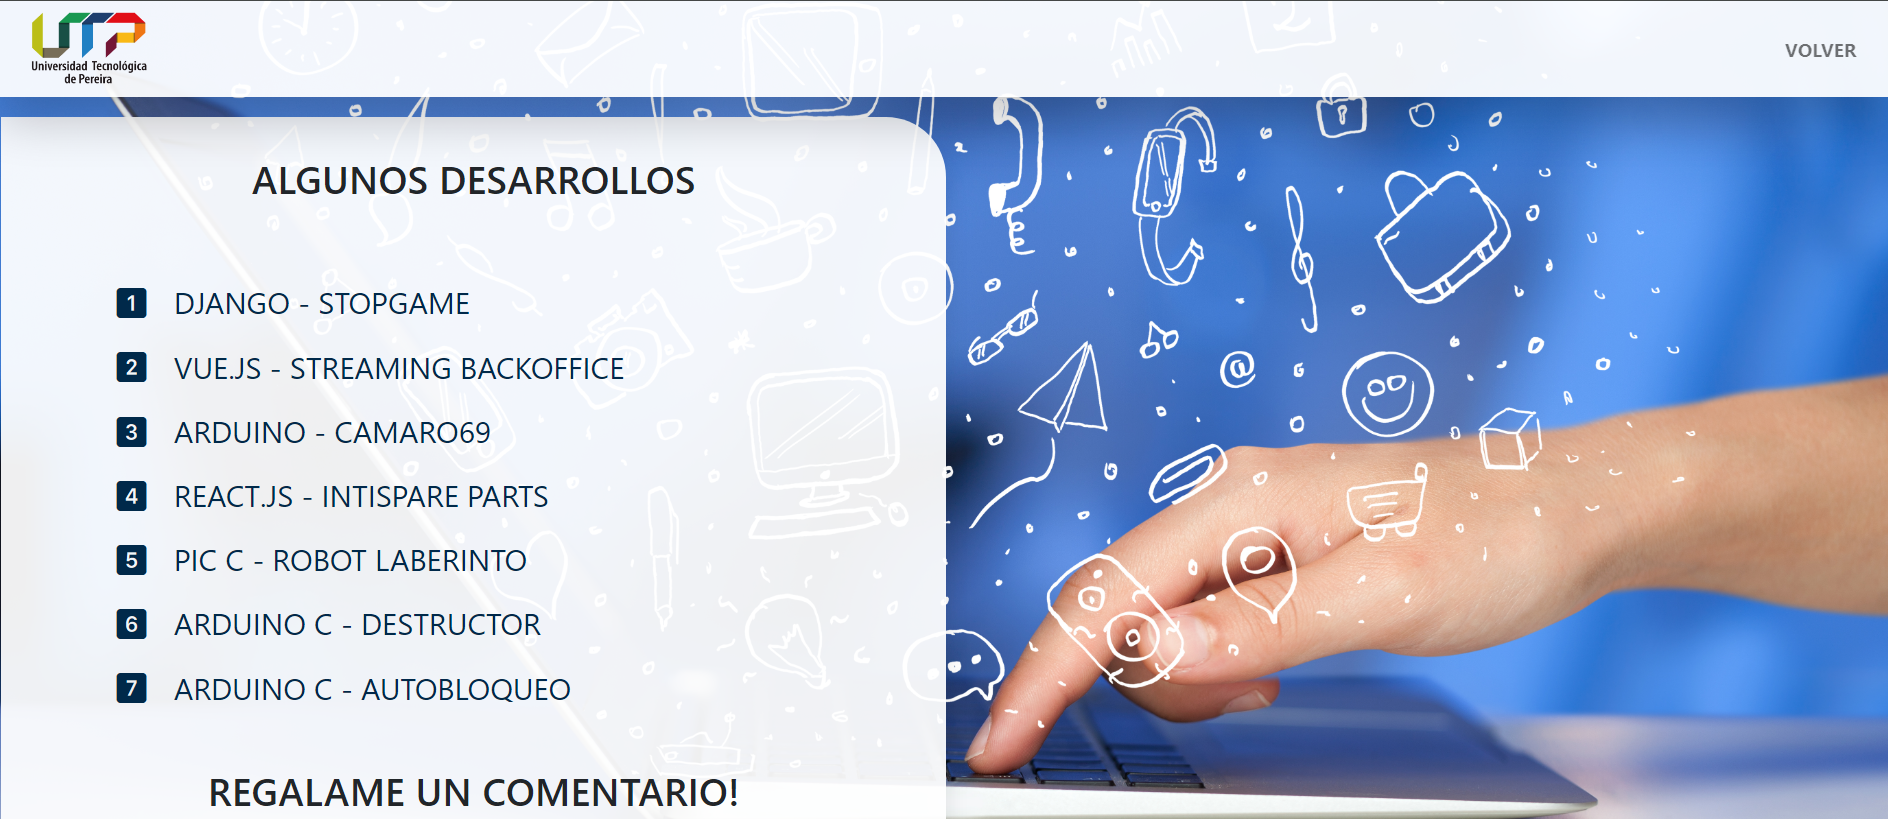 UTP
Universidad Tecnológica
de Pereira
VOLVER
ALGUNOS DESARROLLOS
1 DJANGO - STOPGAME
2 VUE.JS - STREAMING BACKOFFICE
3 ARDUINO - CAMARO69
4 REACT.JS - INTISPARE PARTS
5 PIC C - ROBOT LABERINTO
6 ARDUINO C - DESTRUCTOR
7 ARDUINO C - AUTOBLOQUEO
REGALAME UN COMENTARIO!
@